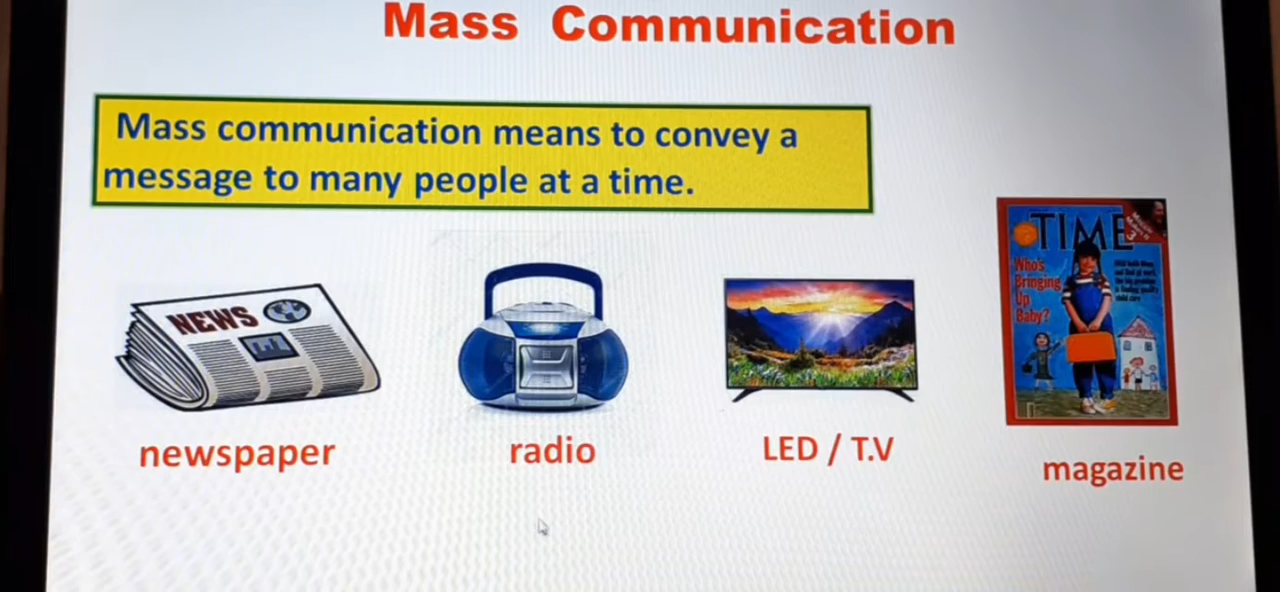 Mass Communication
Mass communication means to convey a
message to many people at a time.
NEWS
TIME
Who's
Bringing
Up
Baby?
newspaper
radio
LED / T.V
magazine